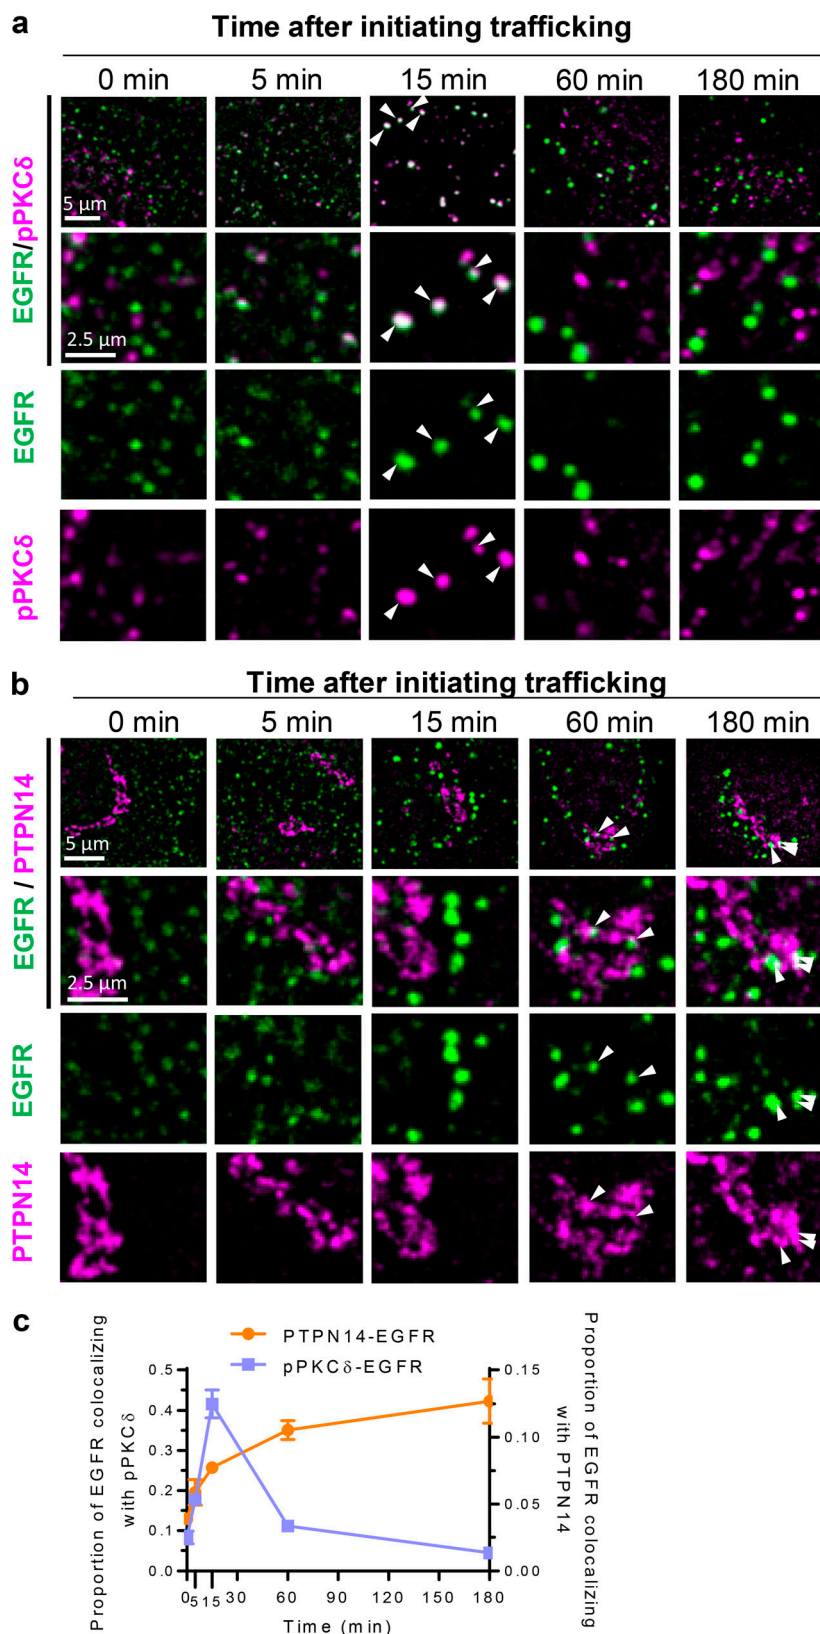 a
Time after initiating trafficking
0 min 5 min 15 min 60 min 180 min
EGFR/pPKCδ
5 µm
2.5 µm
EGFR
pPKCδ
b
Time after initiating trafficking
0 min 5 min 15 min 60 min 180 min
EGFR / PTPN14
5 µm
2.5 µm
EGFR
PTPN14
c
PTPN14-EGFR
pPKCδ-EGFR
Proportion of EGFR colocalizing
with pPKCδ
0.5
0.4
0.3
0.2
0.1
0.0
0.15
0.10
0.05
0.00
Proportion of EGFR colocalizing
with PTPN14
0 5 15 30 60 90 120 150 180
Time (min)